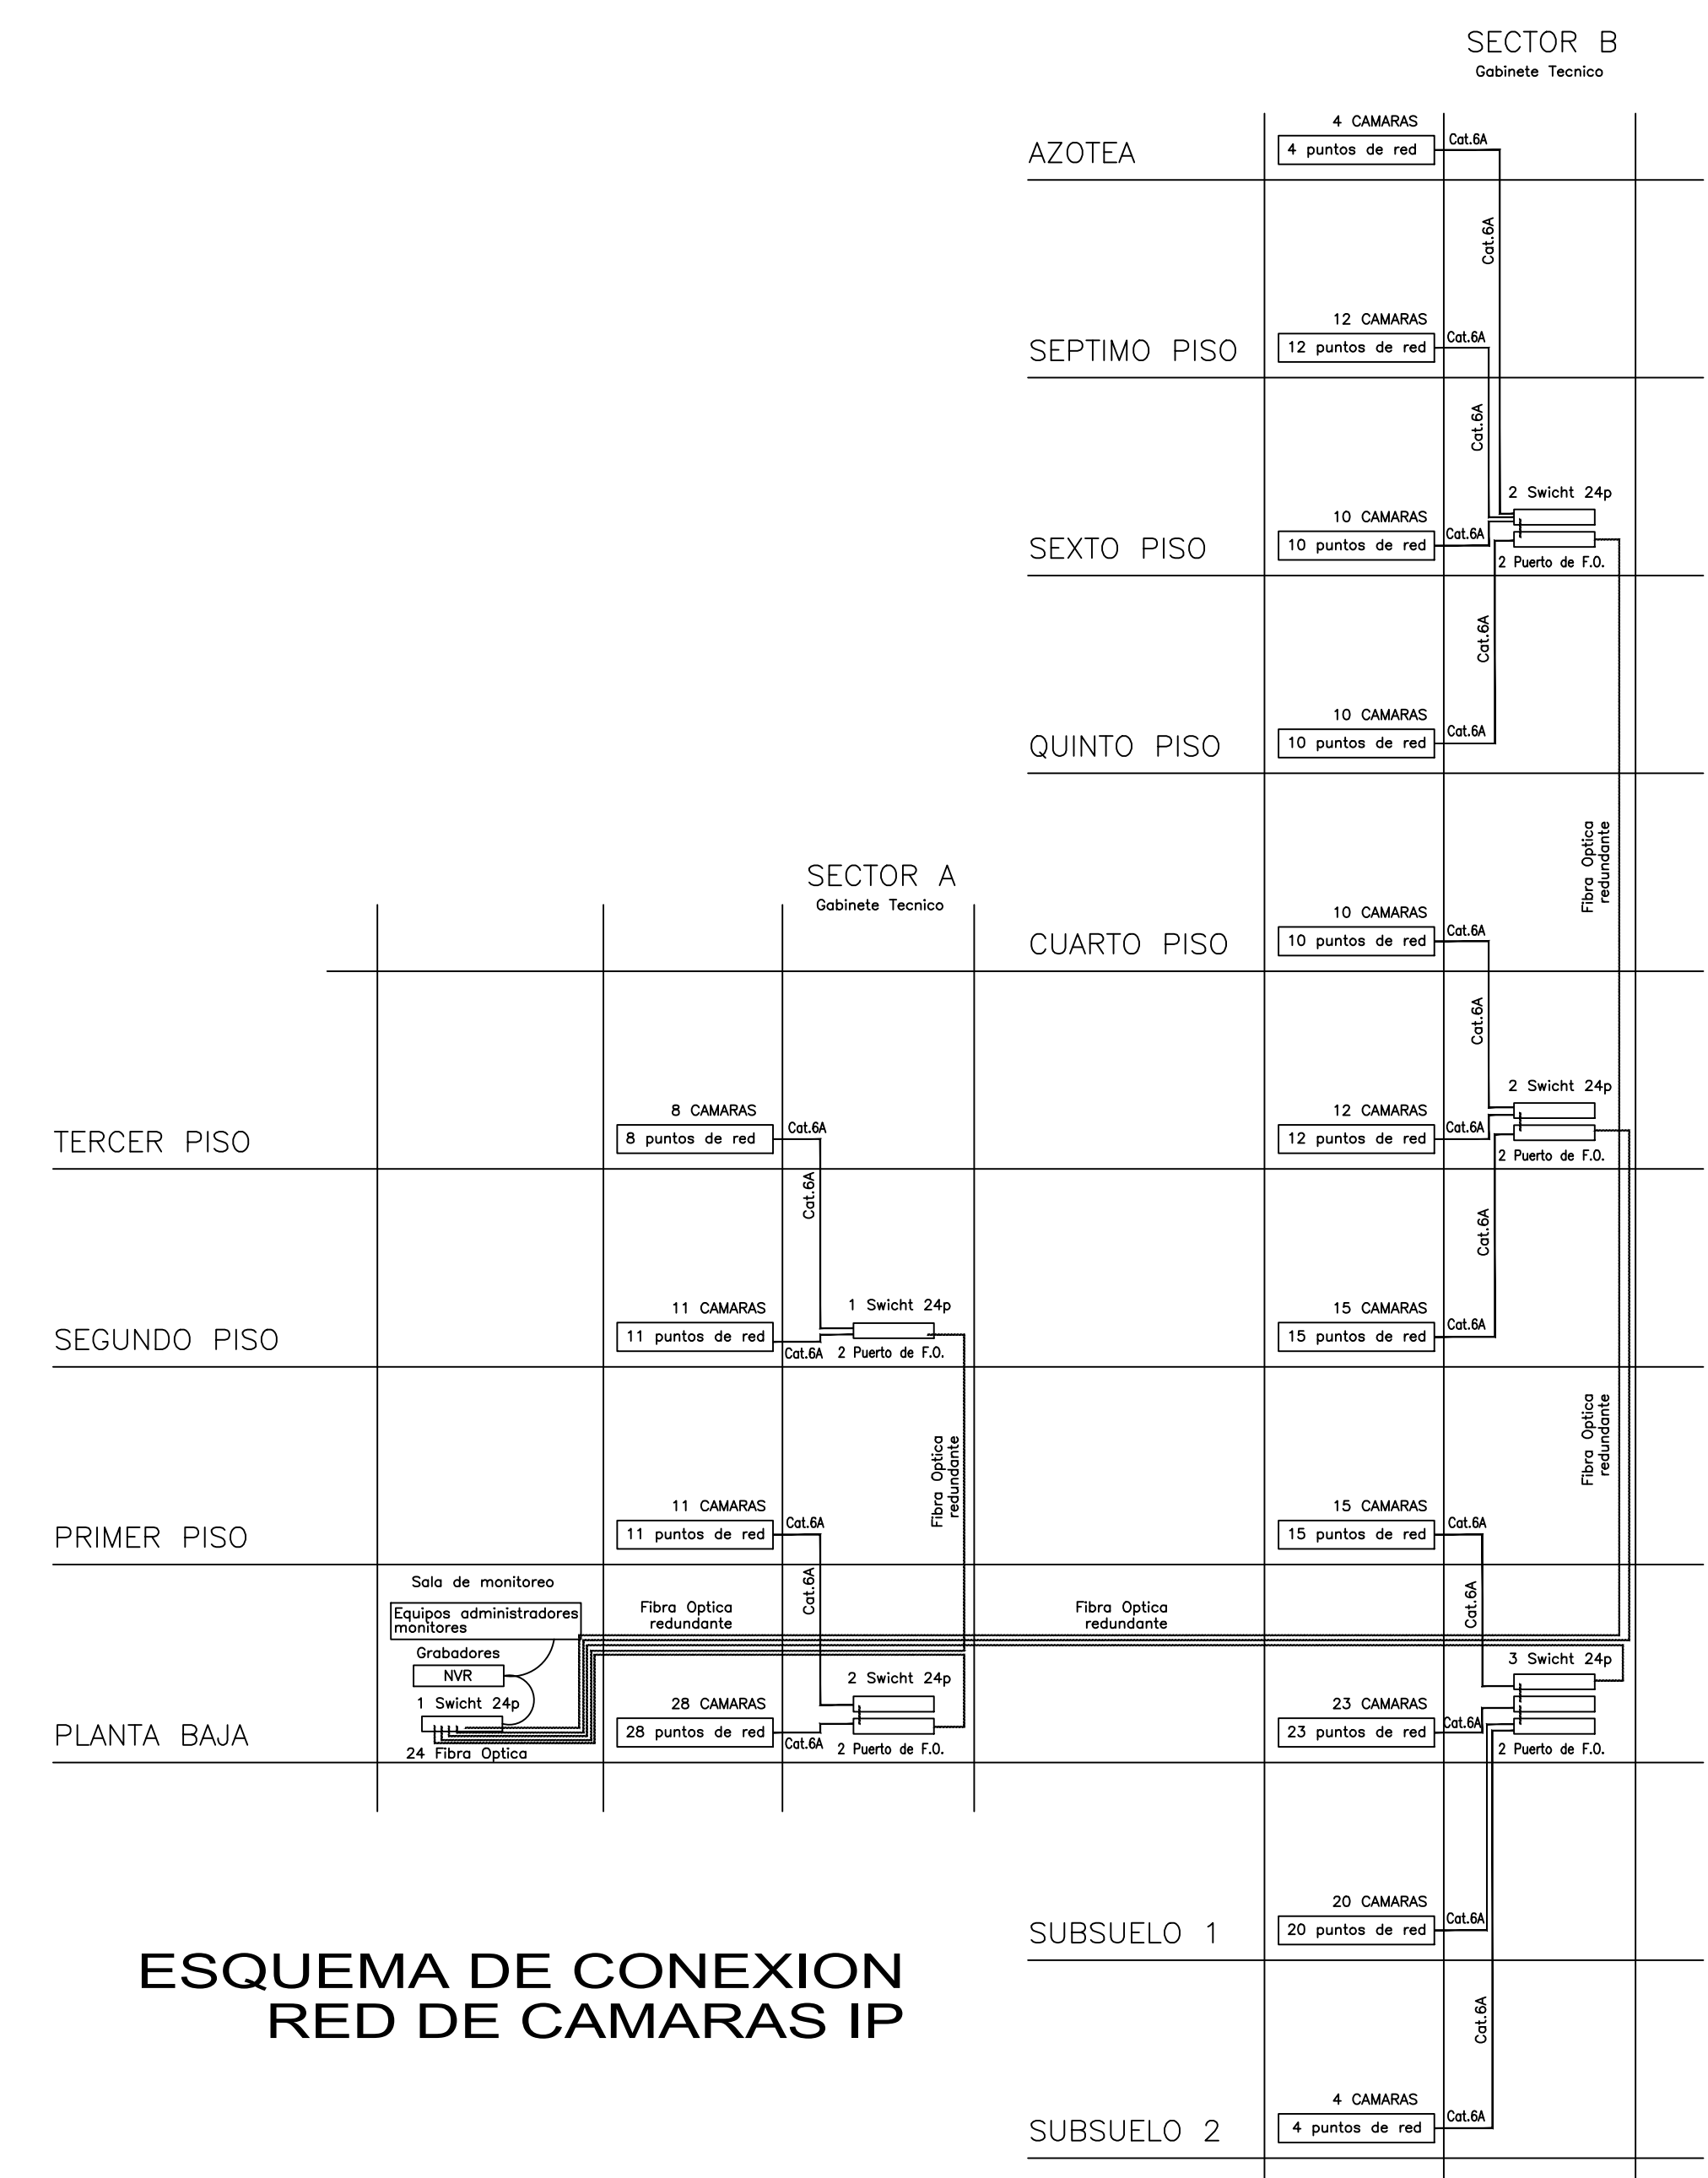 SECTOR B
Gabinete Tecnico
4 CAMARAS
AZOTEA
4 puntos de red
Cat.6A
Cat.6A
12 CAMARAS
SEPTIMO PISO
12 puntos de red
Cat.6A
Cat.6A
2 Swicht 24p
10 CAMARAS
SEXTO PISO
10 puntos de red
Cat.6A
2 Puerto de F.O.
Cat.6A
10 CAMARAS
QUINTO PISO
10 puntos de red
Cat.6A
Fibra Optica
redundante
SECTOR A
Gabinete Tecnico
10 CAMARAS
CUARTO PISO
10 puntos de red
Cat.6A
Cat.6A
2 Swicht 24p
TERCER PISO
8 CAMARAS
8 puntos de red
Cat.6A
12 CAMARAS
12 puntos de red
Cat.6A
2 Puerto de F.O.
Cat.6A
Cat.6A
SEGUNDO PISO
11 CAMARAS
11 puntos de red
Cat.6A
1 Swicht 24p
2 Puerto de F.O.
15 CAMARAS
15 puntos de red
Cat.6A
Fibra Optica
redundante
Fibra Optica
redundante
PRIMER PISO
11 CAMARAS
11 puntos de red
Cat.6A
15 CAMARAS
15 puntos de red
Cat.6A
Cat.6A
Cat.6A
Sala de monitoreo
Equipos administradores
monitores
Grabadores
NVR
1 Swicht 24p
24 Fibra Optica
Fibra Optica
redundante
Fibra Optica
redundante
PLANTA BAJA
28 CAMARAS
28 puntos de red
Cat.6A
2 Swicht 24p
2 Puerto de F.O.
23 CAMARAS
23 puntos de red
Cat.6A
3 Swicht 24p
2 Puerto de F.O.
20 CAMARAS
SUBSUELO 1
20 puntos de red
Cat.6A
Cat.6A
4 CAMARAS
SUBSUELO 2
4 puntos de red
Cat.6A
ESQUEMA DE CONEXION
RED DE CAMARAS IP